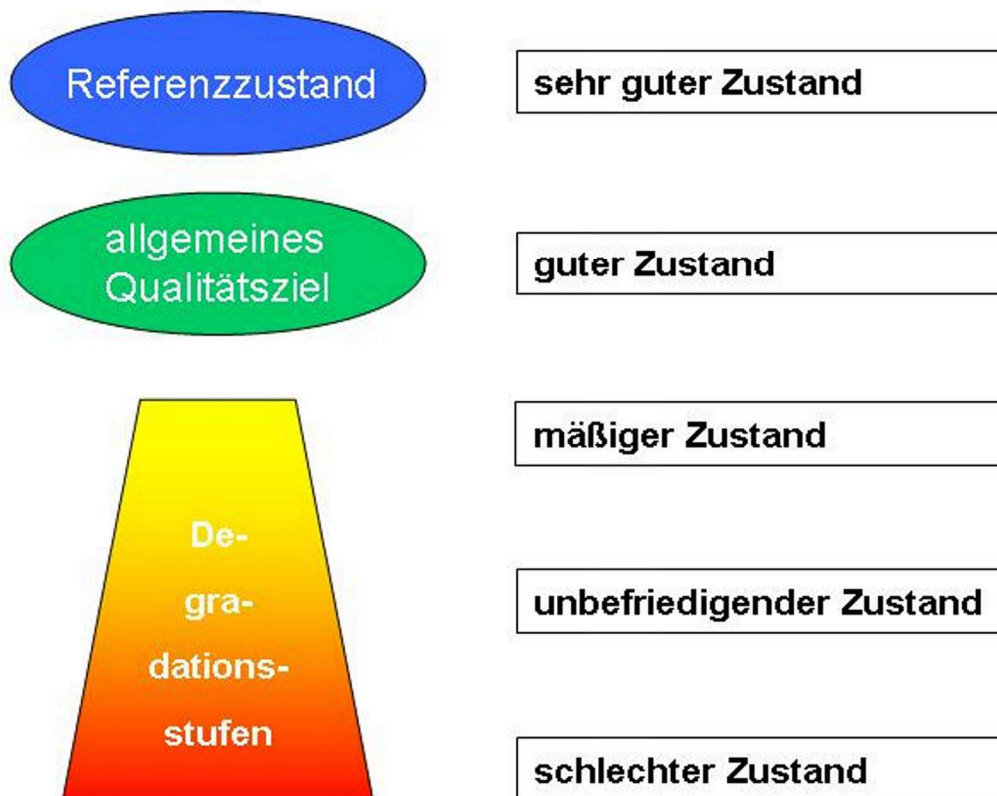 Referenzzustand
sehr guter Zustand
allgemeines
Qualitätsziel
guter Zustand
mäßiger Zustand
De-
gra-
dations-
stufen
unbefriedigender Zustand
schlechter Zustand